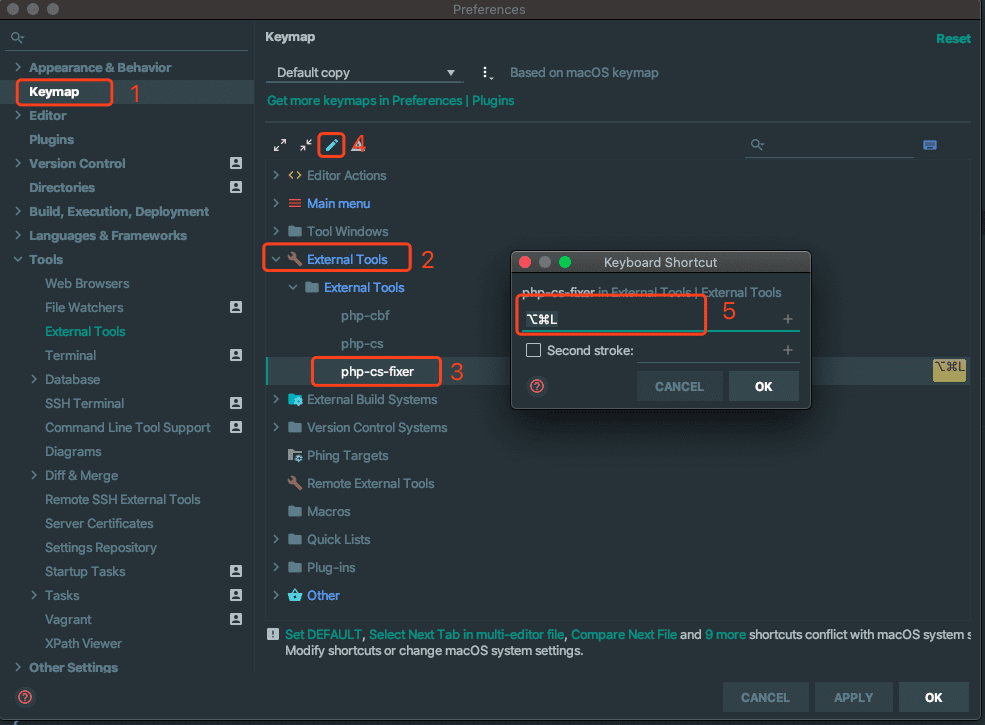 Preferences
Keymap
Reset
Appearance & Behavior
Keymap
1
Editor
Plugins
Version Control
Directories
Build, Execution, Deployment
Languages & Frameworks
Tools
Web Browsers
File Watchers
External Tools
Terminal
Database
SSH Terminal
Command Line Tool Support
Diagrams
Diff & Merge
Remote SSH External Tools
Server Certificates
Settings Repository
Startup Tasks
Tasks
Vagrant
XPath Viewer
Other Settings
Default copy
Based on macOS keymap
Get more keymaps in Preferences | Plugins
4
Editor Actions
Main menu
Tool Windows
External Tools 2
External Tools
php-cbf
php-cs
php-cs-fixer 3
⌥⌘L
External Build Systems
Version Control Systems
Phing Targets
Remote External Tools
Macros
Quick Lists
Plug-ins
Other
Keyboard Shortcut
php-cs-fixer in External Tools | External Tools
⌥⌘L
5
Second stroke:
?
CANCEL
OK
Set DEFAULT, Select Next Tab in multi-editor file, Compare Next File and 9 more shortcuts conflict with macOS system s
Modify shortcuts or change macOS system settings.
?
CANCEL
APPLY
OK